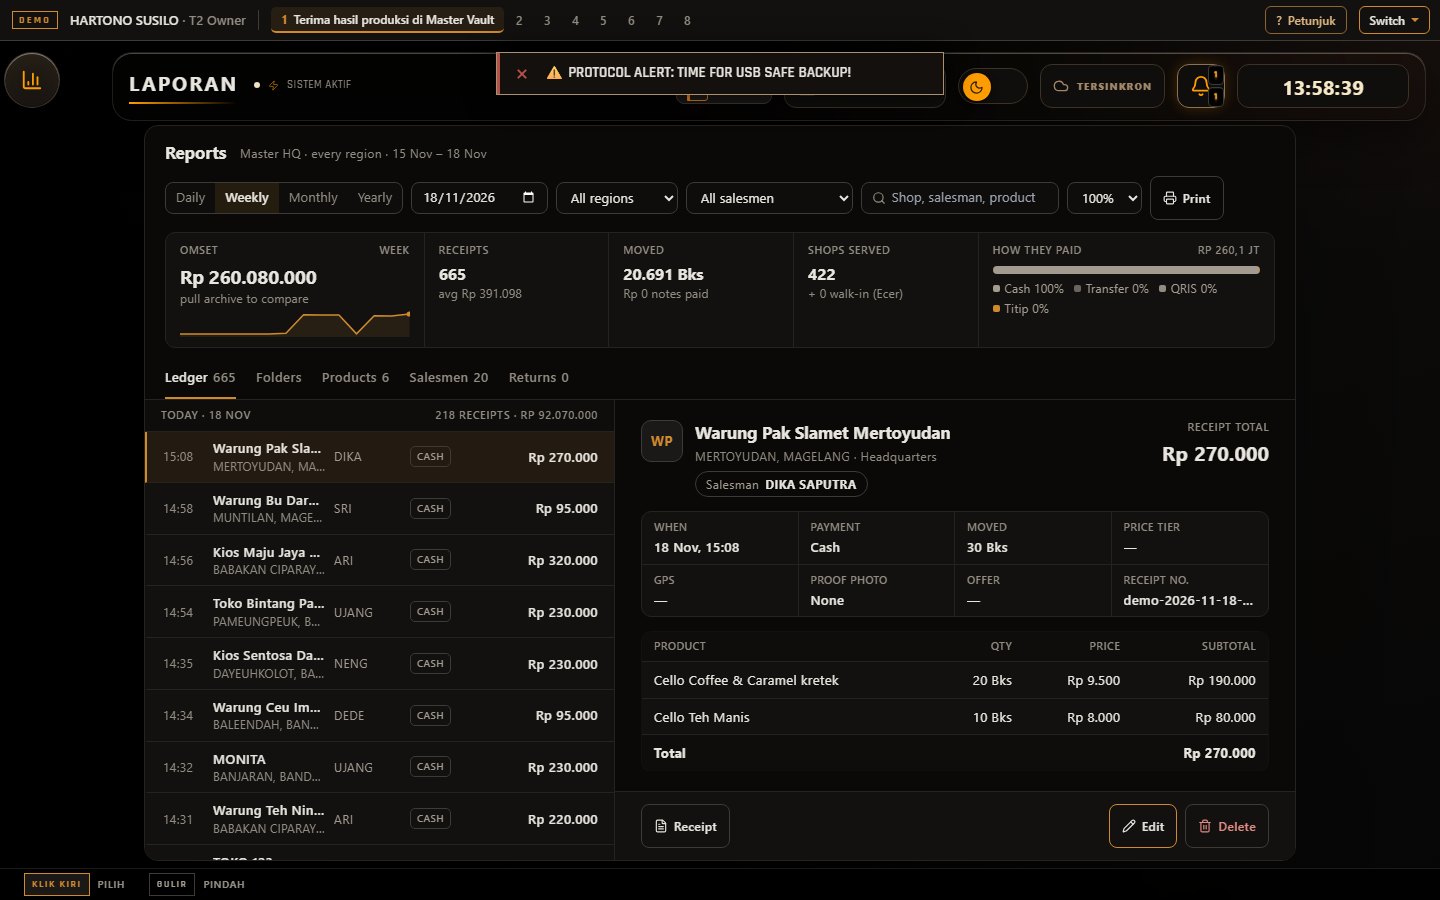 DEMO HARTONO SUSILO · T2 Owner 1 Terima hasil produksi di Master Vault 2 3 4 5 6 7 8 ? Petunjuk Switch
LAPORAN SISTEM AKTIF PROTOCOL ALERT: TIME FOR USB SAFE BACKUP! TERSINKRON 1 1 13:58:39
Reports Master HQ · every region · 15 Nov – 18 Nov
Daily Weekly Monthly Yearly 18/11/2026 All regions All salesmen Shop, salesman, product 100% Print
OMSET WEEK RECEIPTS MOVED SHOPS SERVED HOW THEY PAID RP 260,1 JT
Rp 260.080.000 665 20.691 Bks 422
pull archive to compare avg Rp 391.098 Rp 0 notes paid + 0 walk-in (Ecer) Cash 100% Transfer 0% QRIS 0%
Titip 0%
Ledger 665 Folders Products 6 Salesmen 20 Returns 0
TODAY · 18 NOV 218 RECEIPTS · RP 92.070.000
15:08 Warung Pak Sla... DIKA CASH Rp 270.000
MERTOYUDAN, MA...
14:58 Warung Bu Dar... SRI CASH Rp 95.000
MUNTILAN, MAGE...
14:56 Kios Maju Jaya ... ARI CASH Rp 320.000
BABAKAN CIPARAY...
14:54 Toko Bintang Pa... UJANG CASH Rp 230.000
PAMEUNGPEUK, B...
14:35 Kios Sentosa Da... NENG CASH Rp 230.000
DAYEUHKOLOT, BA...
14:34 Warung Ceu Im... DEDE CASH Rp 95.000
BALEENDAH, BAN...
14:32 MONITA UJANG CASH Rp 230.000
BANJARAN, BAND...
14:31 Warung Teh Nin... ARI CASH Rp 220.000
BABAKAN CIPARAY...
WP Warung Pak Slamet Mertoyudan RECEIPT TOTAL
MERTOYUDAN, MAGELANG · Headquarters Rp 270.000
Salesman DIKA SAPUTRA
WHEN PAYMENT MOVED PRICE TIER
18 Nov, 15:08 Cash 30 Bks —
GPS PROOF PHOTO OFFER RECEIPT NO.
— None — demo-2026-11-18-...
PRODUCT QTY PRICE SUBTOTAL
Cello Coffee & Caramel kretek 20 Bks Rp 9.500 Rp 190.000
Cello Teh Manis 10 Bks Rp 8.000 Rp 80.000
Total Rp 270.000
Receipt Edit Delete
KLIK KIRI PILIH GULIR PINDAH